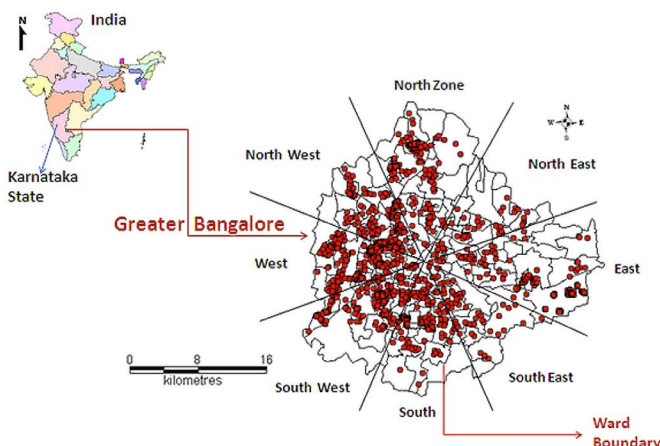 N
India
North Zone
N
W E
S
North West
North East
Karnataka
State
Greater Bangalore
West
East
0 8 16
kilometres
South West
South East
South
Ward
Boundary